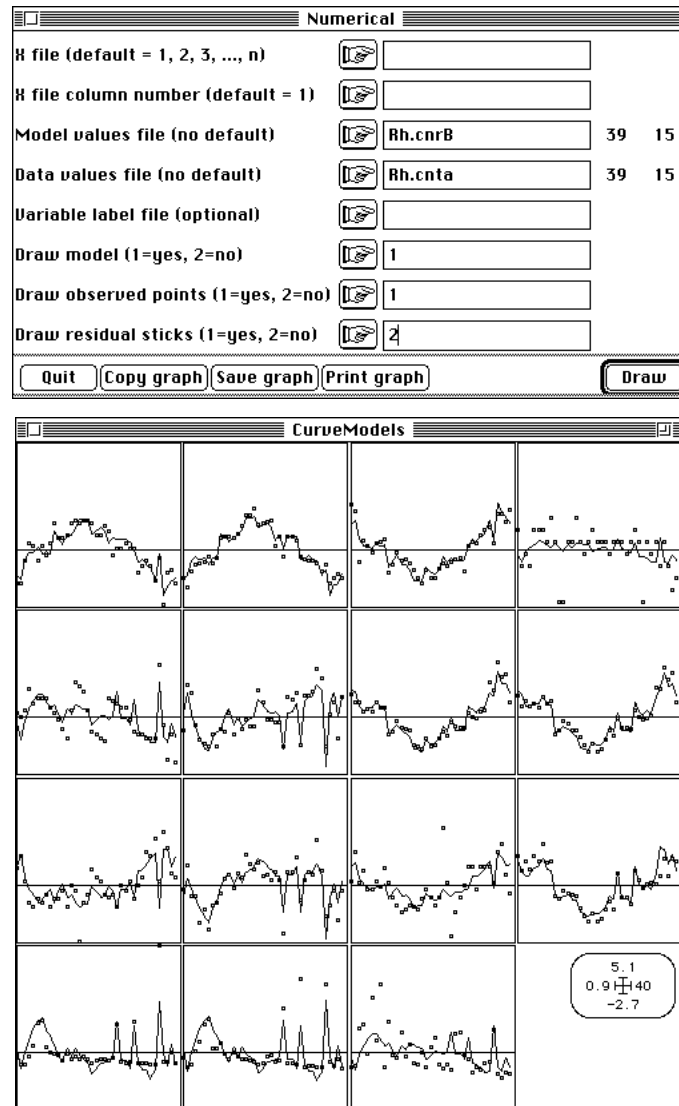 Numerical
X file (default = 1, 2, 3, ..., n)
X file column number (default = 1)
Model values file (no default) Rh.cnrB 39 15
Data values file (no default) Rh.cnta 39 15
Variable label file (optional)
Draw model (1=yes, 2=no) 1
Draw observed points (1=yes, 2=no) 1
Draw residual sticks (1=yes, 2=no) 2
Quit Copy graph Save graph Print graph Draw
CurveModels
5.1
0.9 40
-2.7